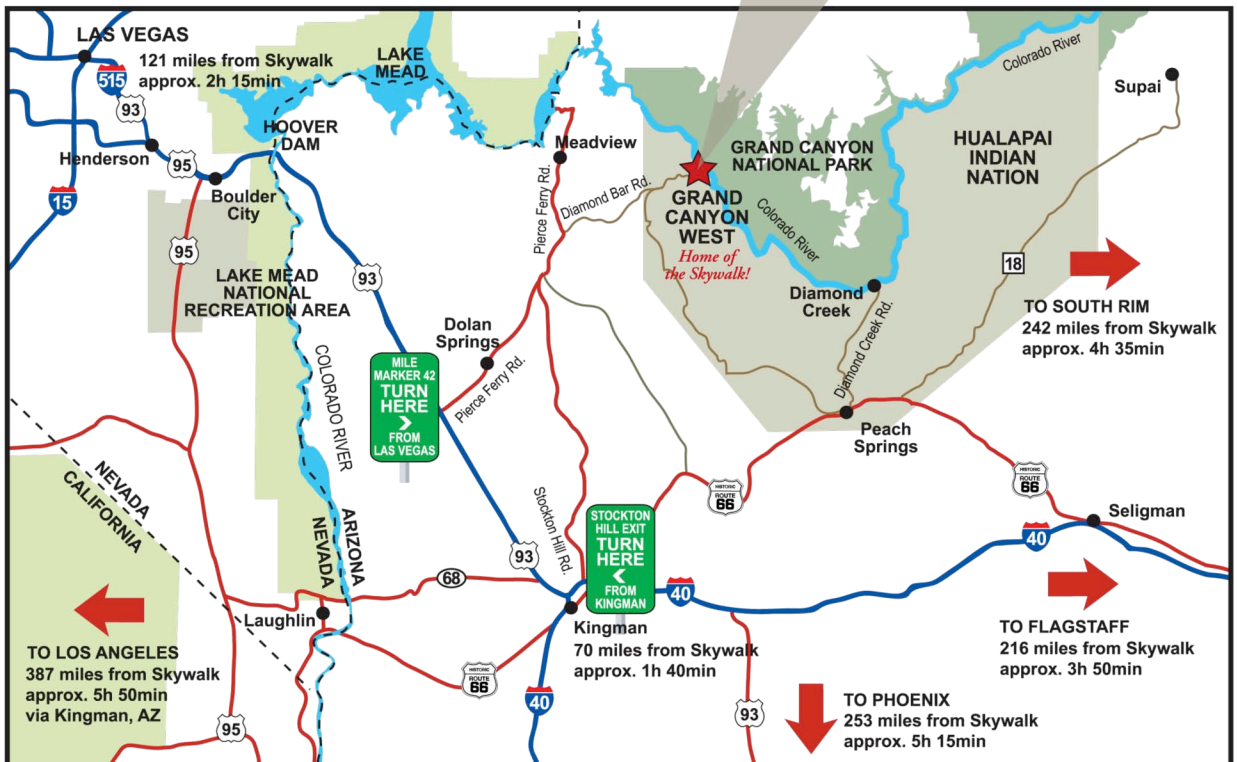 LAS VEGAS
121 miles from Skywalk
approx. 2h 15min
515
93
Henderson
95
15
Boulder
City
HOOVER
DAM
LAKE
MEAD
95
LAKE MEAD
NATIONAL
RECREATION AREA
93
COLORADO RIVER
Meadview
Pierce Ferry Rd.
Diamond Bar Rd.
GRAND
CANYON
WEST
Home of
the Skywalk!
GRAND CANYON
NATIONAL PARK
Colorado River
Colorado River
Supai
HUALAPAI
INDIAN
NATION
18
TO SOUTH RIM
242 miles from Skywalk
approx. 4h 35min
Diamond
Creek
Diamond Creek Rd.
Dolan
Springs
Pierce Ferry Rd.
MILE
MARKER 42
TURN
HERE
>
FROM
LAS VEGAS
Peach
Springs
HISTORIC
ROUTE
66
HISTORIC
ROUTE
66
Seligman
40
NEVADA
CALIFORNIA
ARIZONA
NEVADA
Stockton Hill Rd.
93
68
STOCKTON
HILL EXIT
TURN
HERE
<
FROM
KINGMAN
40
Laughlin
Kingman
70 miles from Skywalk
approx. 1h 40min
HISTORIC
ROUTE
66
40
TO LOS ANGELES
387 miles from Skywalk
approx. 5h 50min
via Kingman, AZ
95
93
TO PHOENIX
253 miles from Skywalk
approx. 5h 15min
TO FLAGSTAFF
216 miles from Skywalk
approx. 3h 50min